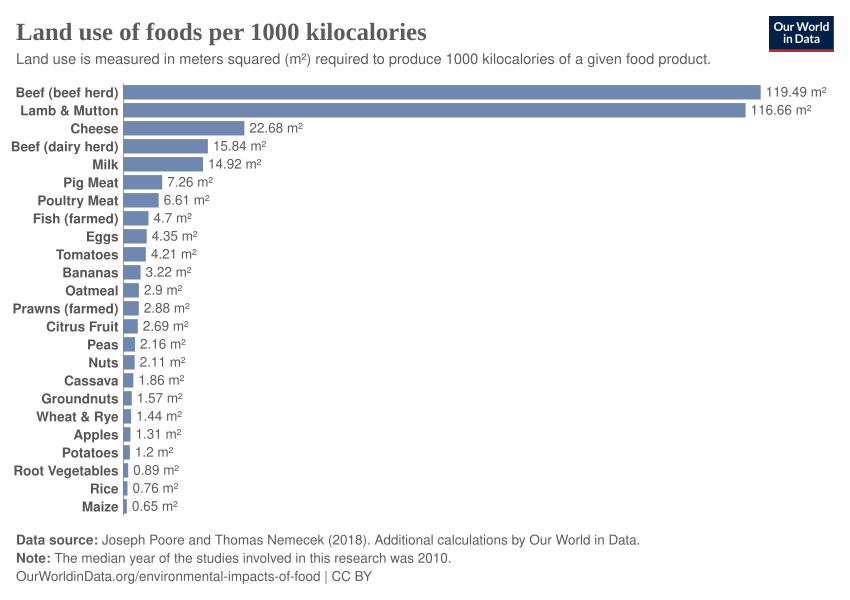 Land use of foods per 1000 kilocalories
Our World
in Data
Land use is measured in meters squared (m²) required to produce 1000 kilocalories of a given food product.
Beef (beef herd) 119.49 m²
Lamb & Mutton 116.66 m²
Cheese 22.68 m²
Beef (dairy herd) 15.84 m²
Milk 14.92 m²
Pig Meat 7.26 m²
Poultry Meat 6.61 m²
Fish (farmed) 4.7 m²
Eggs 4.35 m²
Tomatoes 4.21 m²
Bananas 3.22 m²
Oatmeal 2.9 m²
Prawns (farmed) 2.88 m²
Citrus Fruit 2.69 m²
Peas 2.16 m²
Nuts 2.11 m²
Cassava 1.86 m²
Groundnuts 1.57 m²
Wheat & Rye 1.44 m²
Apples 1.31 m²
Potatoes 1.2 m²
Root Vegetables 0.89 m²
Rice 0.76 m²
Maize 0.65 m²
Data source: Joseph Poore and Thomas Nemecek (2018). Additional calculations by Our World in Data.
Note: The median year of the studies involved in this research was 2010.
OurWorldinData.org/environmental-impacts-of-food | CC BY